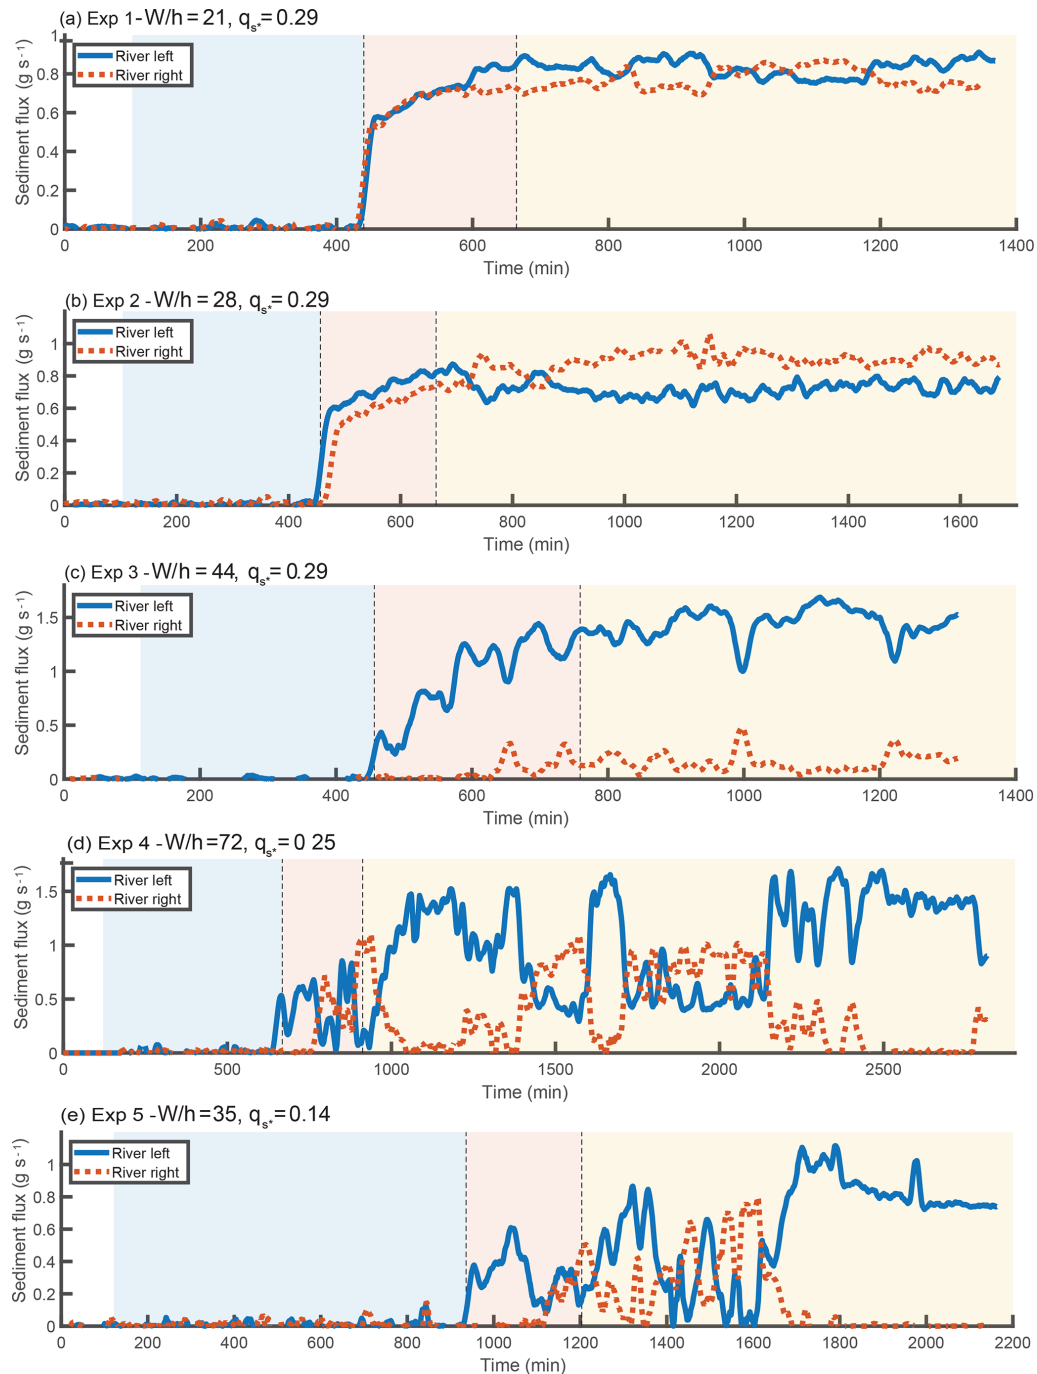 (a) Exp 1-W/h = 21, qs*= 0.29
Sediment flux (g s-1)
1
0.8
0.6
0.4
0.2
0
River left
River right
0 200 400 600 800 1000 1200 1400
Time (min)
(b) Exp 2 -W/h = 28, qs*= 0.29
Sediment flux (g s-1)
1
0.8
0.6
0.4
0.2
0
River left
River right
0 200 400 600 800 1000 1200 1400 1600
Time (min)
(c) Exp 3 -W/h = 44, qs*= 0.29
Sediment flux (g s-1)
1.5
1
0.5
0
River left
River right
0 200 400 600 800 1000 1200 1400
Time (min)
(d) Exp 4 -W/h =72, qs*= 0 25
Sediment flux (g s-1)
1.5
1
0.5
0
River left
River right
0 500 1000 1500 2000 2500
Time (min)
(e) Exp 5 -W/h =35, qs*= 0.14
Sediment flux (g s-1)
1
0.8
0.6
0.4
0.2
0
River left
River right
0 200 400 600 800 1000 1200 1400 1600 1800 2000 2200
Time (min)